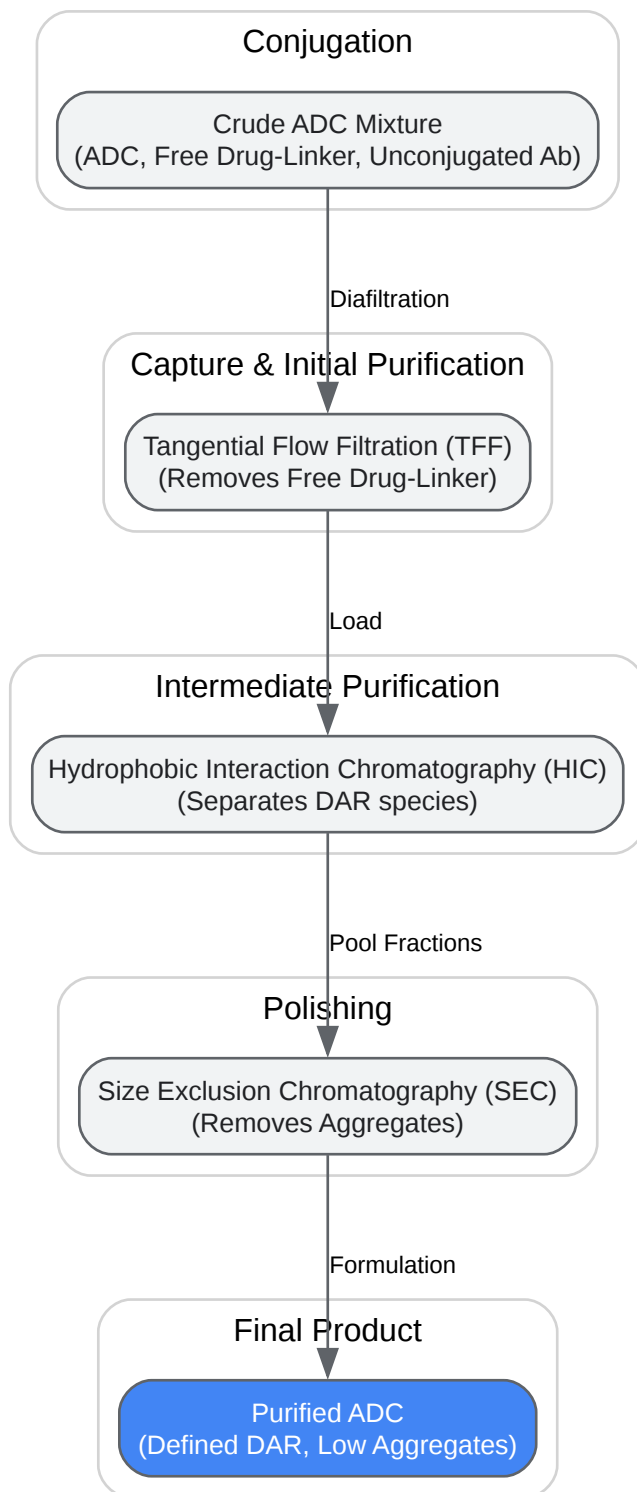 Conjugation
Crude ADC Mixture
(ADC, Free Drug-Linker, Unconjugated Ab)
Diafiltration
Capture & Initial Purification
Tangential Flow Filtration (TFF)
(Removes Free Drug-Linker)
Load
Intermediate Purification
Hydrophobic Interaction Chromatography (HIC)
(Separates DAR species)
Pool Fractions
Polishing
Size Exclusion Chromatography (SEC)
(Removes Aggregates)
Formulation
Final Product
Purified ADC
(Defined DAR, Low Aggregates)